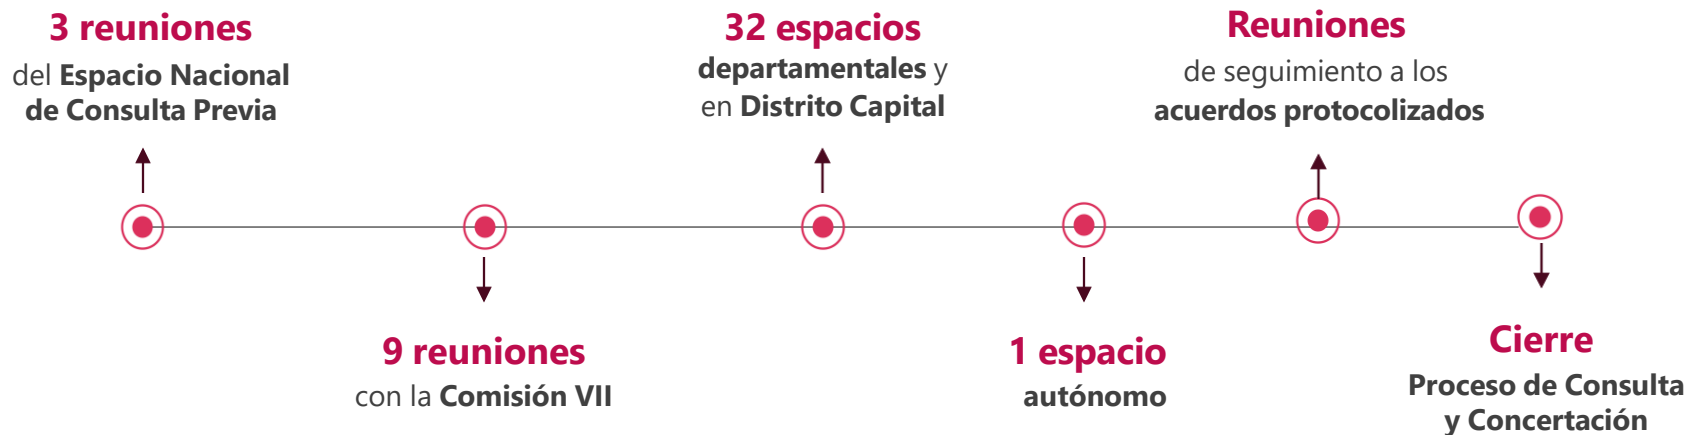 3 reuniones
del Espacio Nacional
de Consulta Previa
9 reuniones
con la Comisión VII
32 espacios
departamentales y
en Distrito Capital
1 espacio
autónomo
Reuniones
de seguimiento a los
acuerdos protocolizados
Cierre
Proceso de Consulta
y Concertación